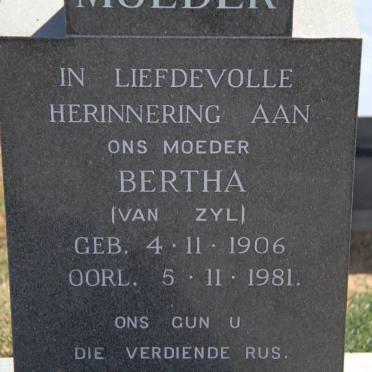 MOEDER
IN LIEFDEVOLLE
HERINNERING AAN
ONS MOEDER
BERTHA
(VAN ZYL)
GEB. 4·11·1906
OORL. 5·11·1981.
ONS GUN U
DIE VERDIENDE RUS.